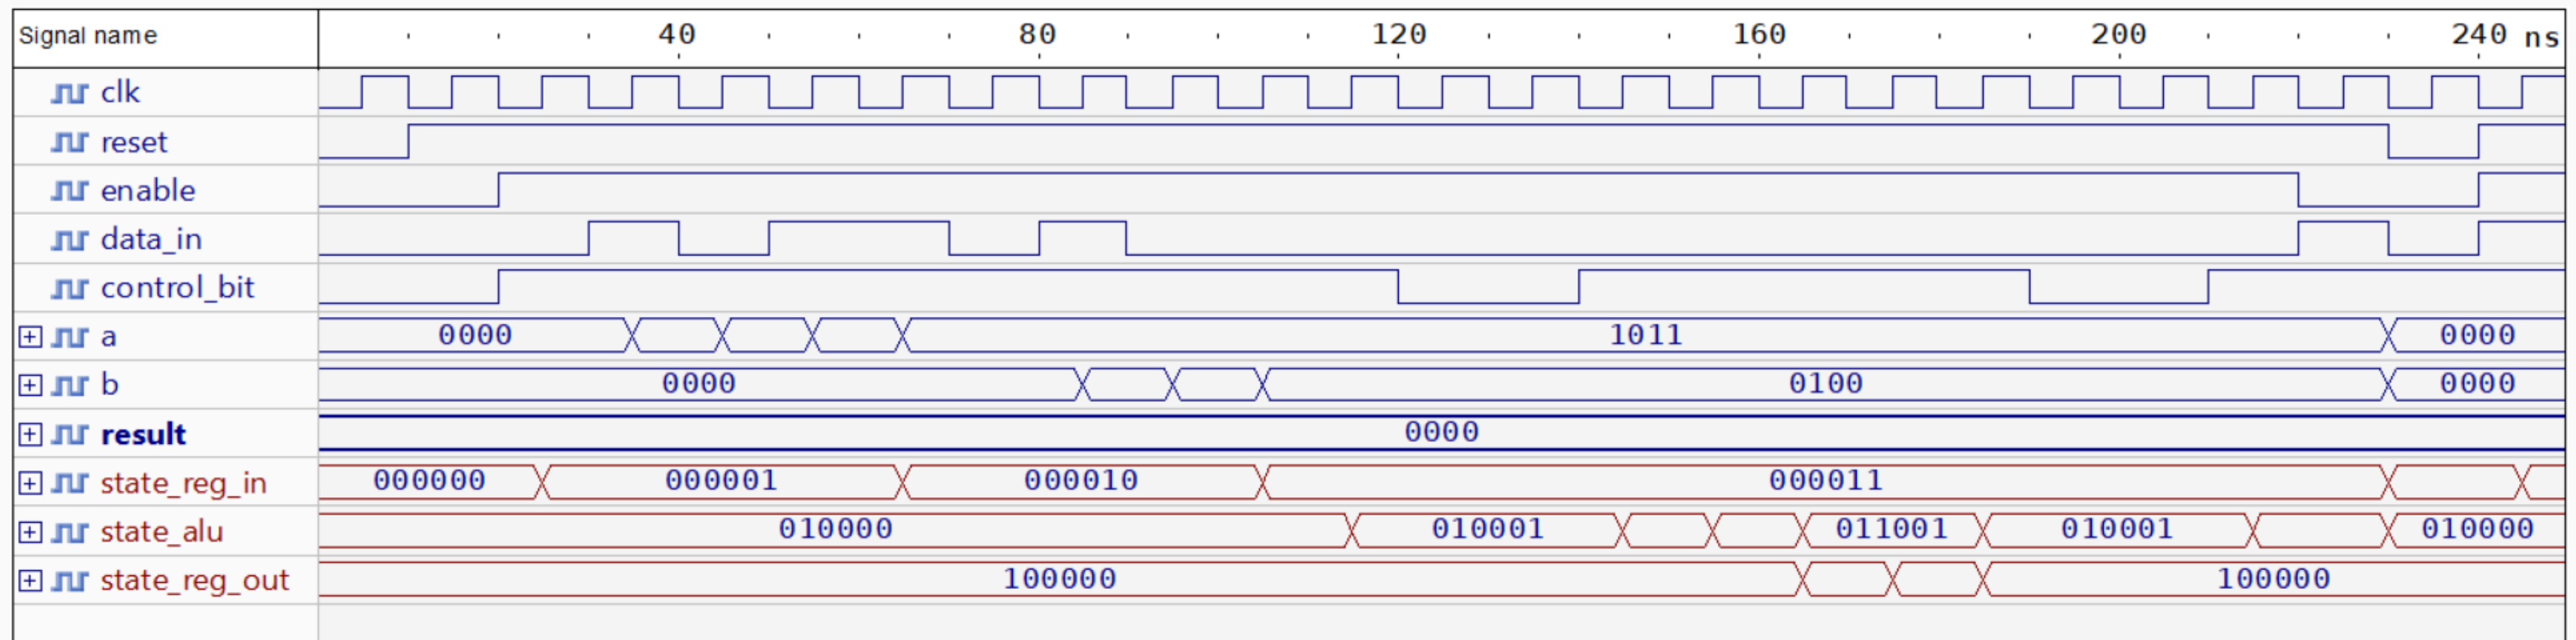 Signal name 40 80 120 160 200 240 ns
clk
reset
enable
data_in
control_bit
a 0000 1011 0000
b 0000 0100 0000
result 0000
state_reg_in 000000 000001 000010 000011
state_alu 010000 010001 011001 010001 010000
state_reg_out 100000 100000